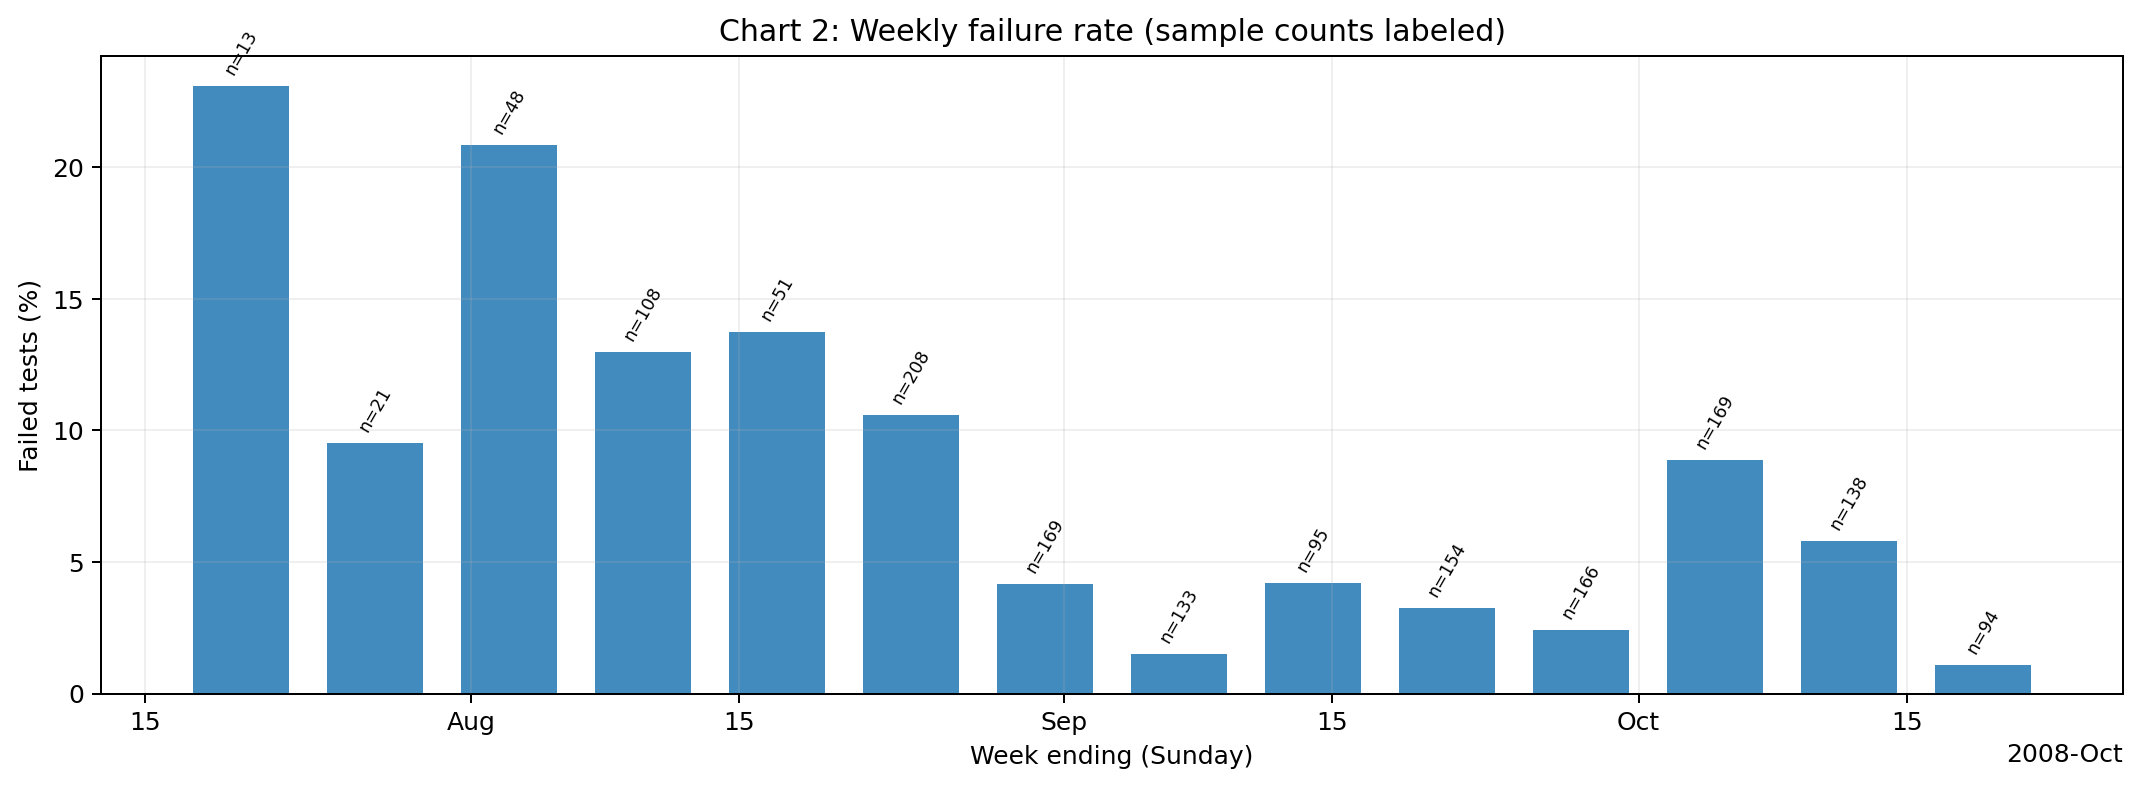 Chart 2: Weekly failure rate (sample counts labeled)
n=13
n=21
n=48
n=108
n=51
n=208
n=169
n=133
n=95
n=154
n=166
n=169
n=138
n=94
Failed tests (%)
20
15
10
5
0
15 Aug 15 Sep 15 Oct 15
Week ending (Sunday)
2008-Oct